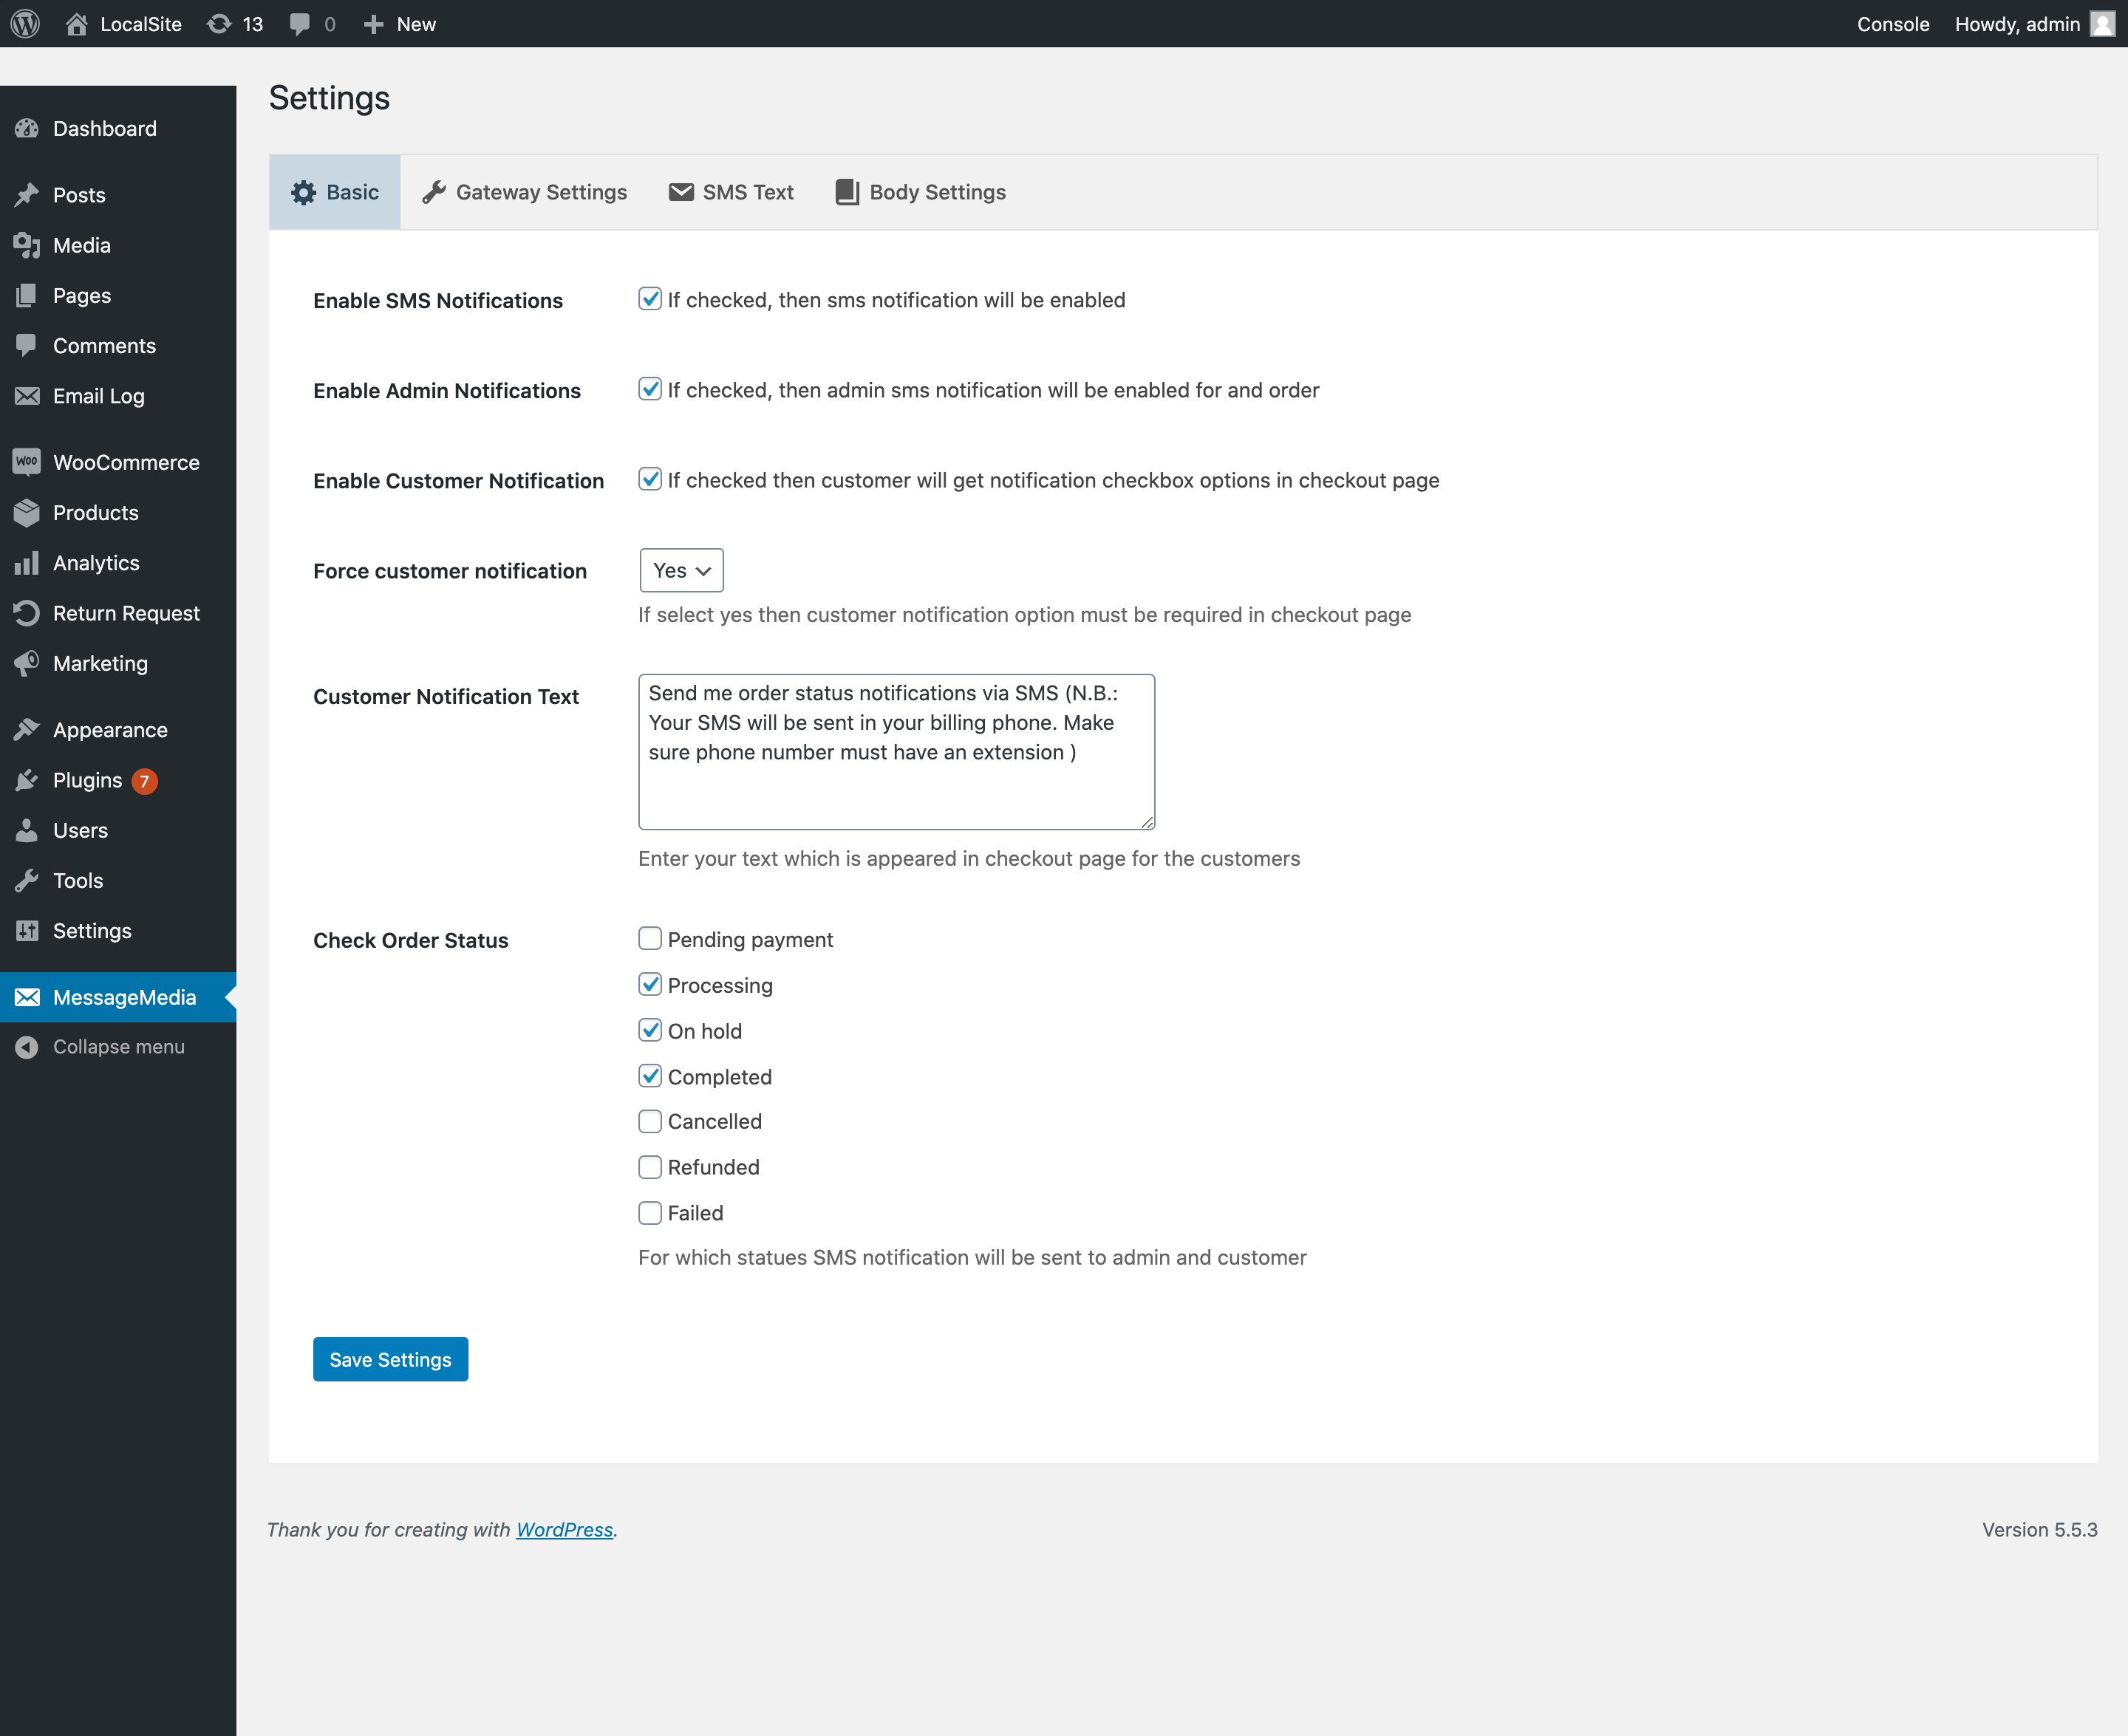 LocalSite 13 0 New Console Howdy, admin
Settings
Dashboard
Posts
Media
Pages
Comments
Email Log
WOO WooCommerce
Products
Analytics
Return Request
Marketing
Appearance
Plugins 7
Users
Tools
Settings
MessageMedia
Collapse menu
Basic Gateway Settings SMS Text Body Settings
Enable SMS Notifications If checked, then sms notification will be enabled
Enable Admin Notifications If checked, then admin sms notification will be enabled for and order
Enable Customer Notification If checked then customer will get notification checkbox options in checkout page
Force customer notification Yes
If select yes then customer notification option must be required in checkout page
Customer Notification Text Send me order status notifications via SMS (N.B.:
Your SMS will be sent in your billing phone. Make
sure phone number must have an extension )
Enter your text which is appeared in checkout page for the customers
Check Order Status Pending payment
Processing
On hold
Completed
Cancelled
Refunded
Failed
For which statues SMS notification will be sent to admin and customer
Save Settings
Thank you for creating with WordPress. Version 5.5.3